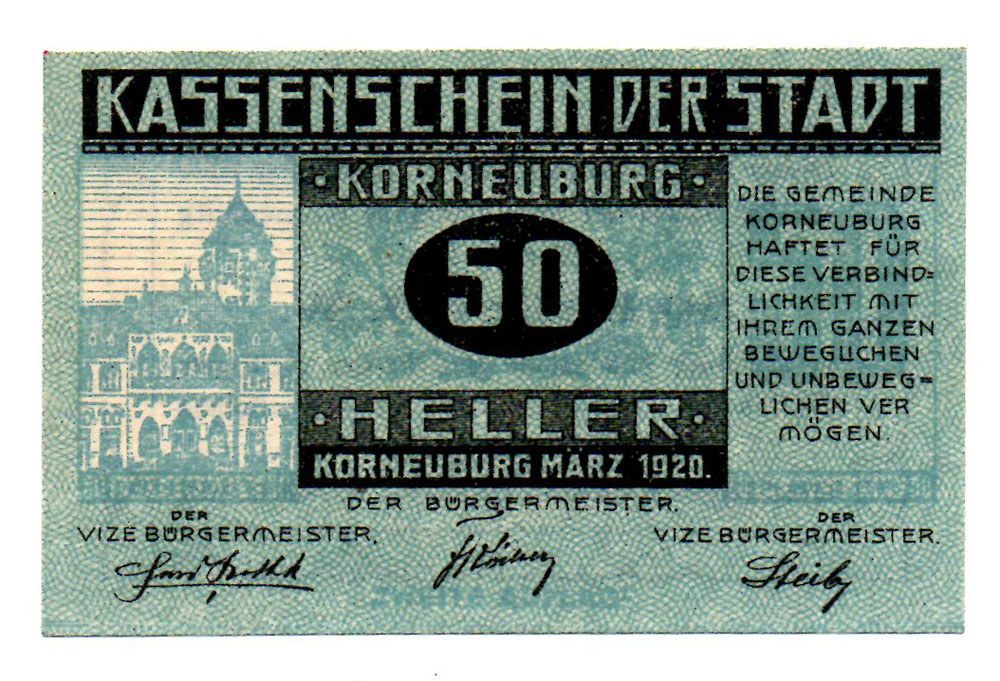 KASSENSCHEIN DER STADT
· KORNEUBURG ·
50
· HELLER ·
KORNEUBURG MÄRZ 1920.
DIE GEMEINDE
KORNEUBURG
HAFTET FÜR
DIESE VERBIND=
LICHKEIT MIT
IHREM GANZEN
BEWEGLICHEN
UND UNBEWEG=
LICHEN VER
MÖGEN.
DER BÜRGERMEISTER.
DER
VIZE BÜRGERMEISTER,
DER
VIZE BÜRGERMEISTER.